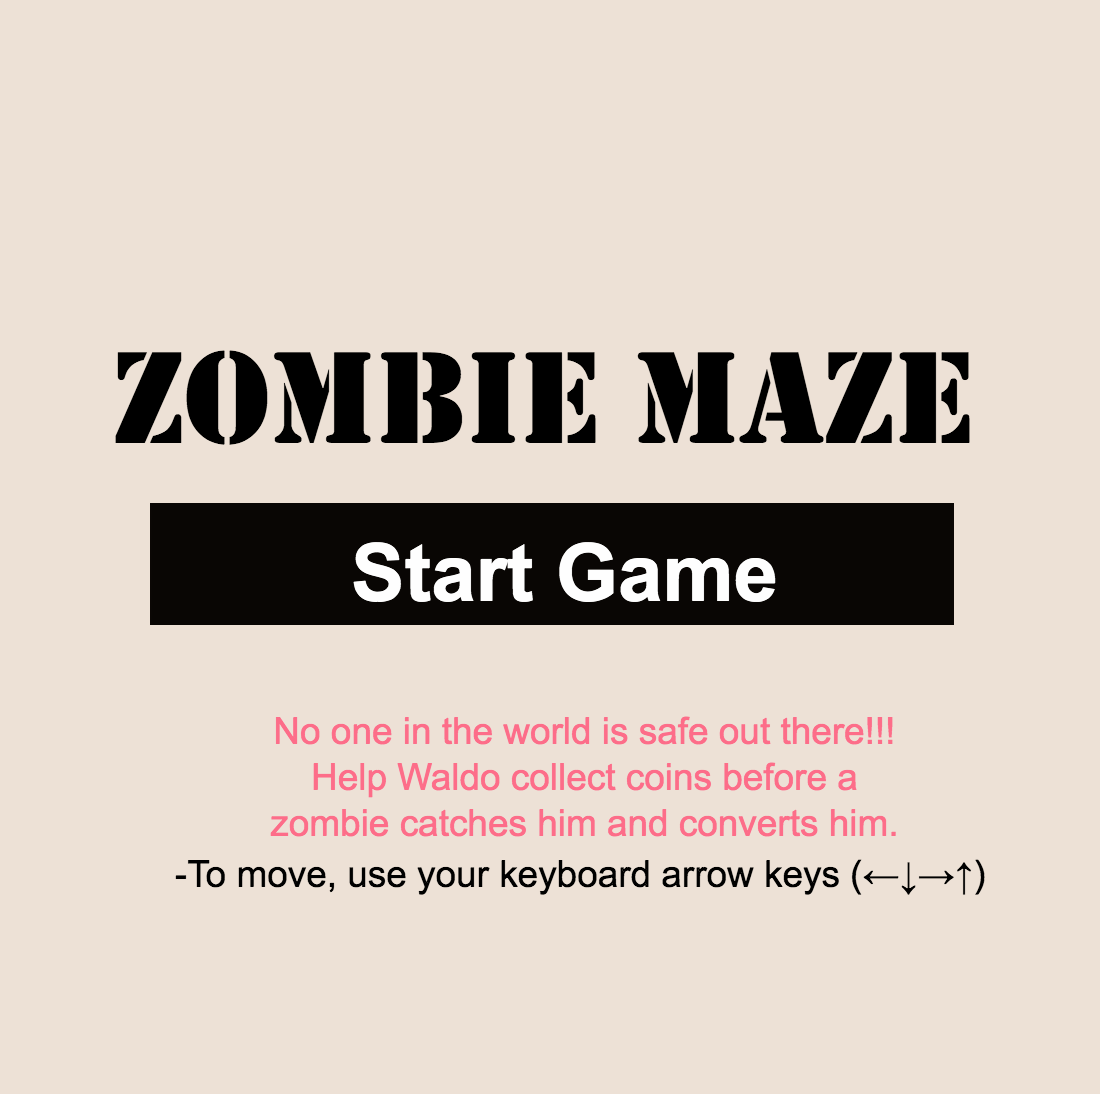 ZOMBIE MAZE
Start Game
No one in the world is safe out there!!!
Help Waldo collect coins before a
zombie catches him and converts him.
-To move, use your keyboard arrow keys (←↓→↑)